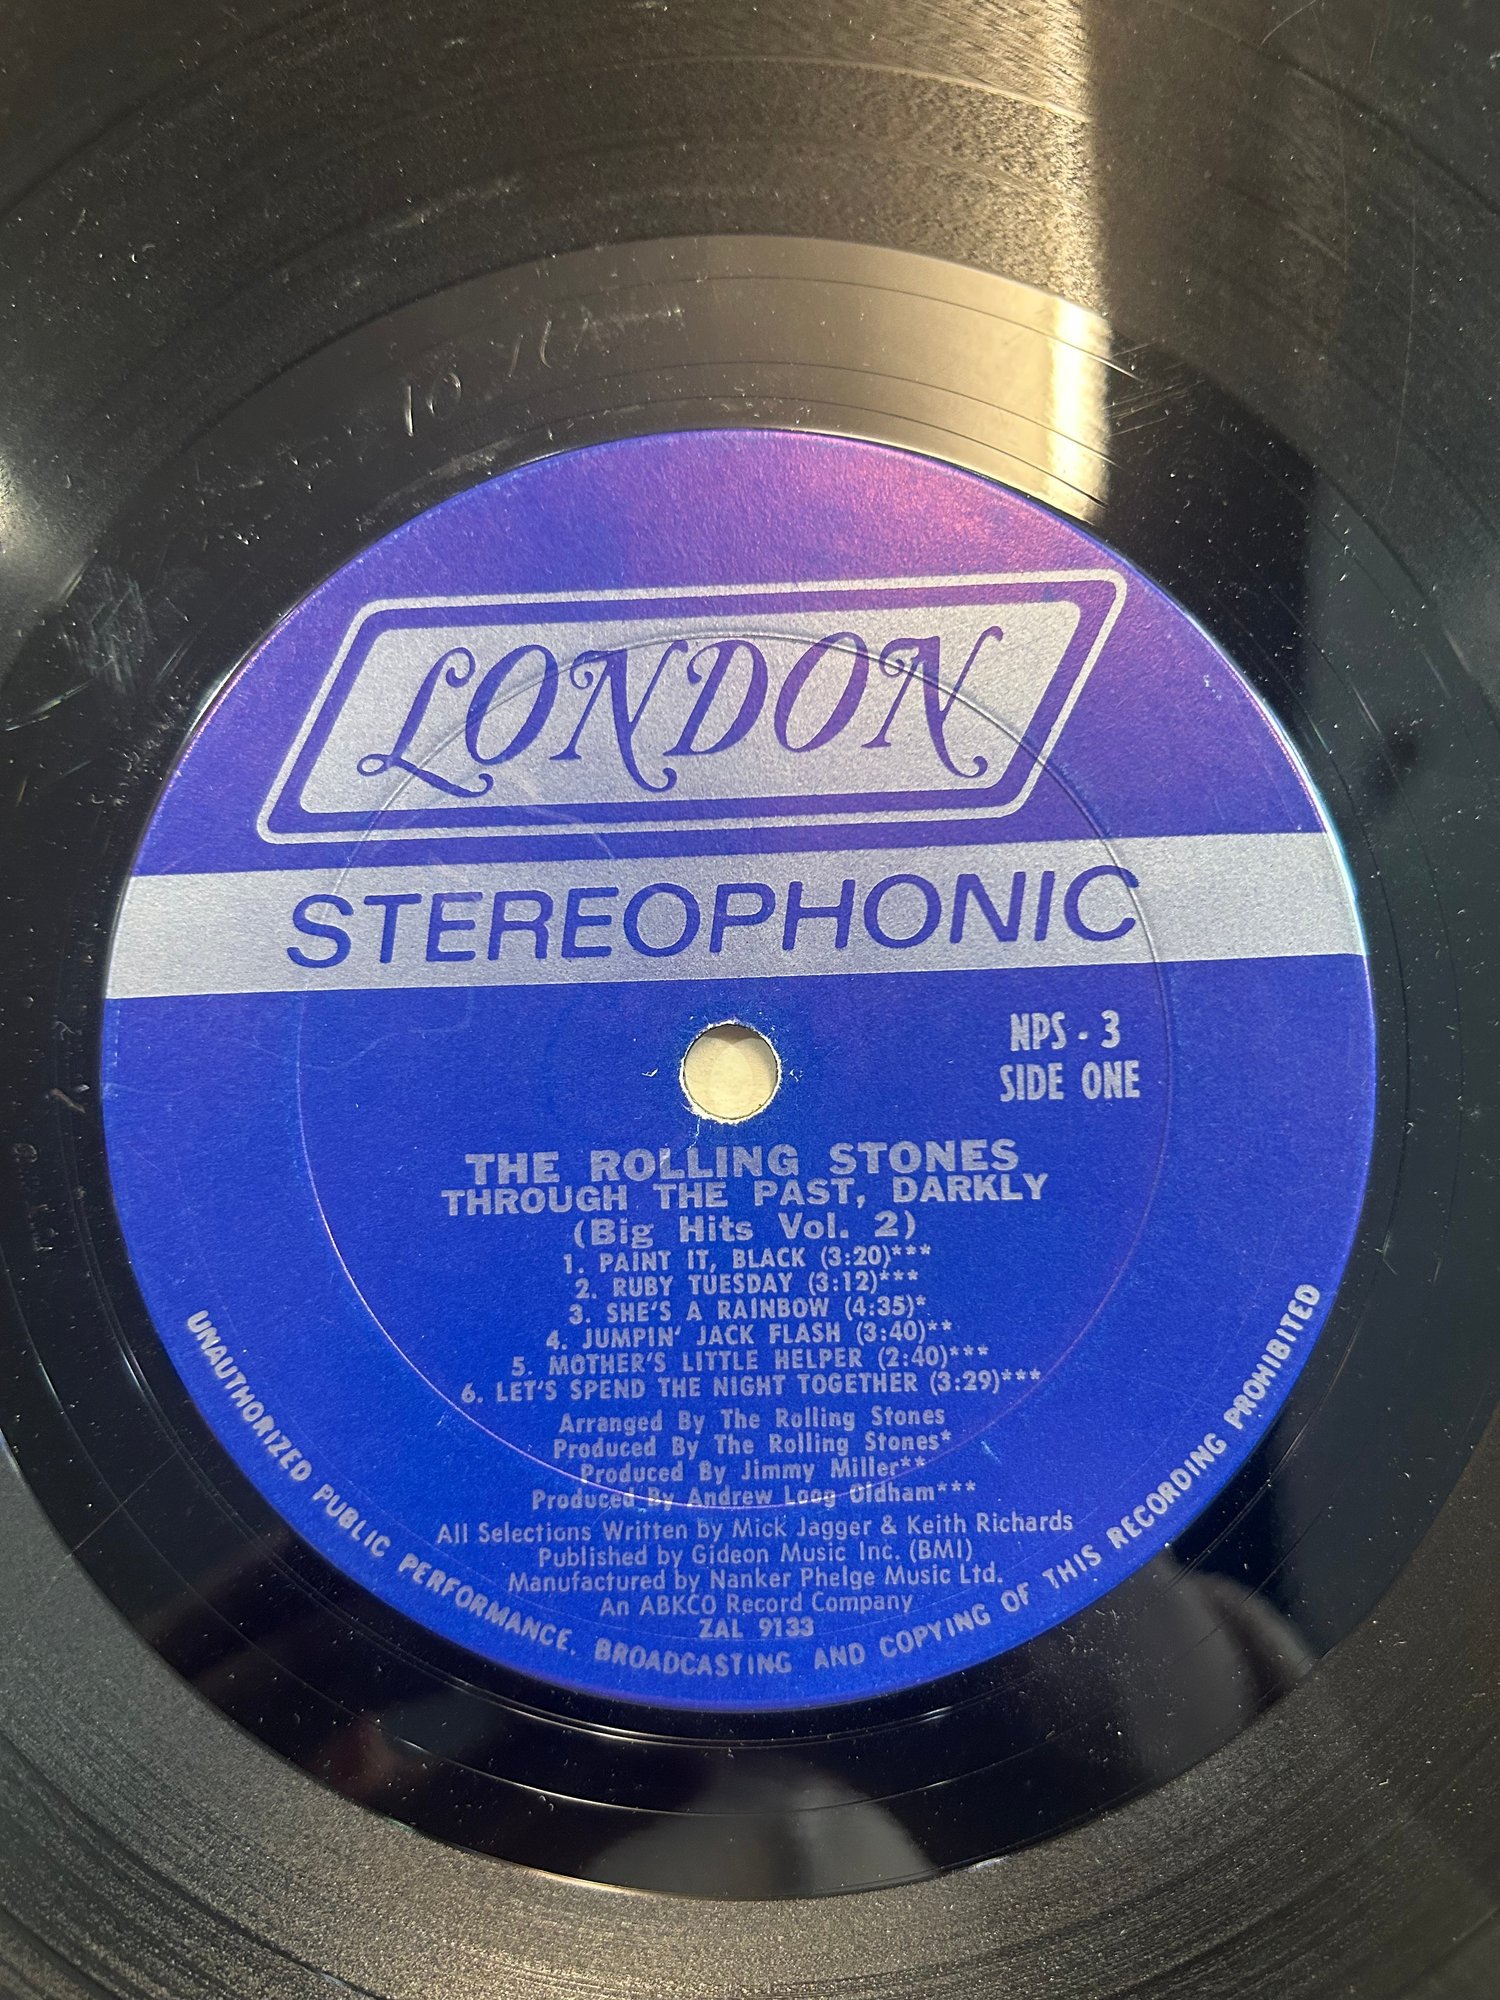 LONDON
STEREOPHONIC
NPS - 3
SIDE ONE
THE ROLLING STONES
THROUGH THE PAST, DARKLY
(Big Hits Vol. 2)
1. PAINT IT, BLACK (3:20)***
2. RUBY TUESDAY (3:12)***
3. SHE'S A RAINBOW (4:35)*
4. JUMPIN' JACK FLASH (3:40)**
5. MOTHER'S LITTLE HELPER (2:40)***
6. LET'S SPEND THE NIGHT TOGETHER (3:29)***
Arranged By The Rolling Stones
Produced By The Rolling Stones*
Produced By Jimmy Miller**
Produced By Andrew Loog Oldham***
All Selections Written by Mick Jagger & Keith Richards
Published by Gideon Music Inc. (BMI)
Manufactured by Nanker Phelge Music Ltd.
An ABKCO Record Company
ZAL 9133
UNAUTHORIZED PUBLIC PERFORMANCE, BROADCASTING AND COPYING OF THIS RECORDING PROHIBITED